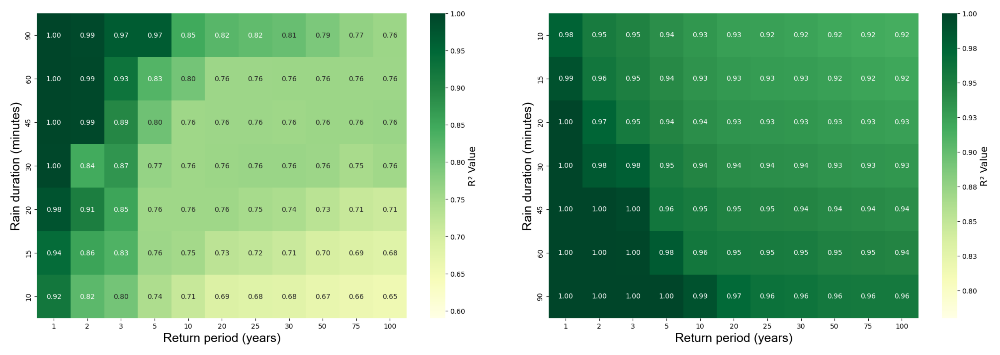 90 1.00 0.99 0.97 0.97 0.85 0.82 0.82 0.81 0.79 0.77 0.76
60 1.00 0.99 0.93 0.83 0.80 0.76 0.76 0.76 0.76 0.76 0.76
45 1.00 0.99 0.89 0.80 0.76 0.76 0.76 0.76 0.76 0.76 0.76
30 1.00 0.84 0.87 0.77 0.76 0.76 0.76 0.76 0.76 0.75 0.76
20 0.98 0.91 0.85 0.76 0.76 0.76 0.75 0.74 0.73 0.71 0.71
15 0.94 0.86 0.83 0.76 0.75 0.73 0.72 0.71 0.70 0.69 0.68
10 0.92 0.82 0.80 0.74 0.71 0.69 0.68 0.68 0.67 0.66 0.65
1 2 3 5 10 20 25 30 50 75 100
Return period (years)
Rain duration (minutes)
1.00
0.95
0.90
0.85
0.80
0.75
0.70
0.65
0.60
R² Value
10 0.98 0.95 0.95 0.94 0.93 0.93 0.92 0.92 0.92 0.92 0.92
15 0.99 0.96 0.95 0.94 0.93 0.93 0.93 0.93 0.92 0.92 0.92
20 1.00 0.97 0.95 0.94 0.94 0.93 0.93 0.93 0.93 0.93 0.93
30 1.00 0.98 0.98 0.95 0.94 0.94 0.94 0.94 0.93 0.93 0.93
45 1.00 1.00 1.00 0.96 0.95 0.95 0.95 0.94 0.94 0.94 0.94
60 1.00 1.00 1.00 0.98 0.96 0.95 0.95 0.95 0.95 0.95 0.94
90 1.00 1.00 1.00 1.00 0.99 0.97 0.96 0.96 0.96 0.96 0.96
1 2 3 5 10 20 25 30 50 75 100
Return period (years)
Rain duration (minutes)
1.00
0.98
0.95
0.93
0.90
0.88
0.85
0.83
0.80
R² Value